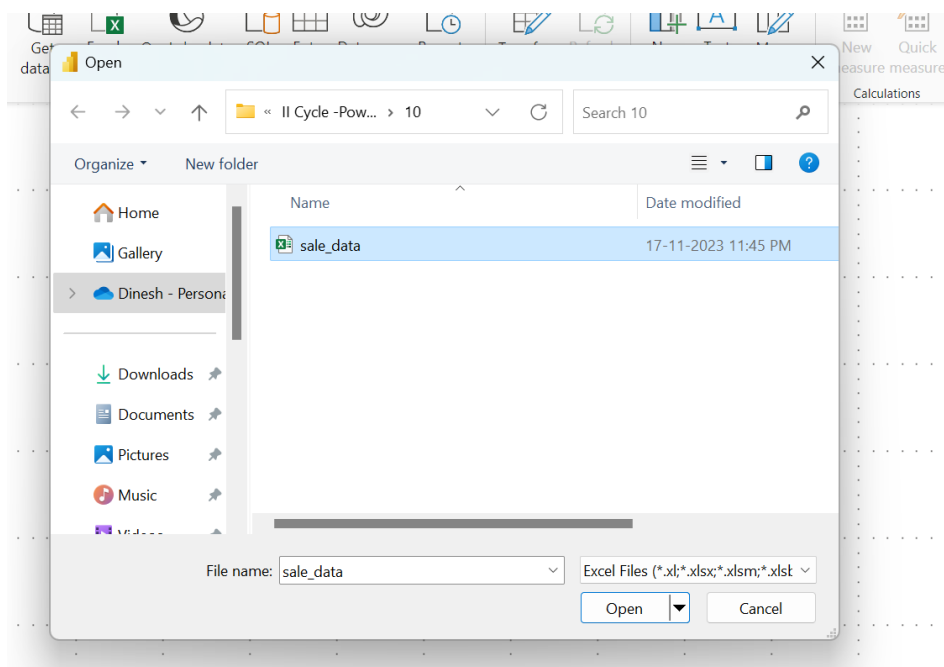 Get
data
New
measure
Quick
measure
Calculations
Open
« II Cycle -Pow... › 10
Search 10
Organize
New folder
Name
Date modified
Home
Gallery
Dinesh - Persona
sale_data
17-11-2023 11:45 PM
Downloads
Documents
Pictures
Music
Videos
File name:
sale_data
Excel Files (*.xl;*.xlsx;*.xlsm;*.xlsb
Open
Cancel